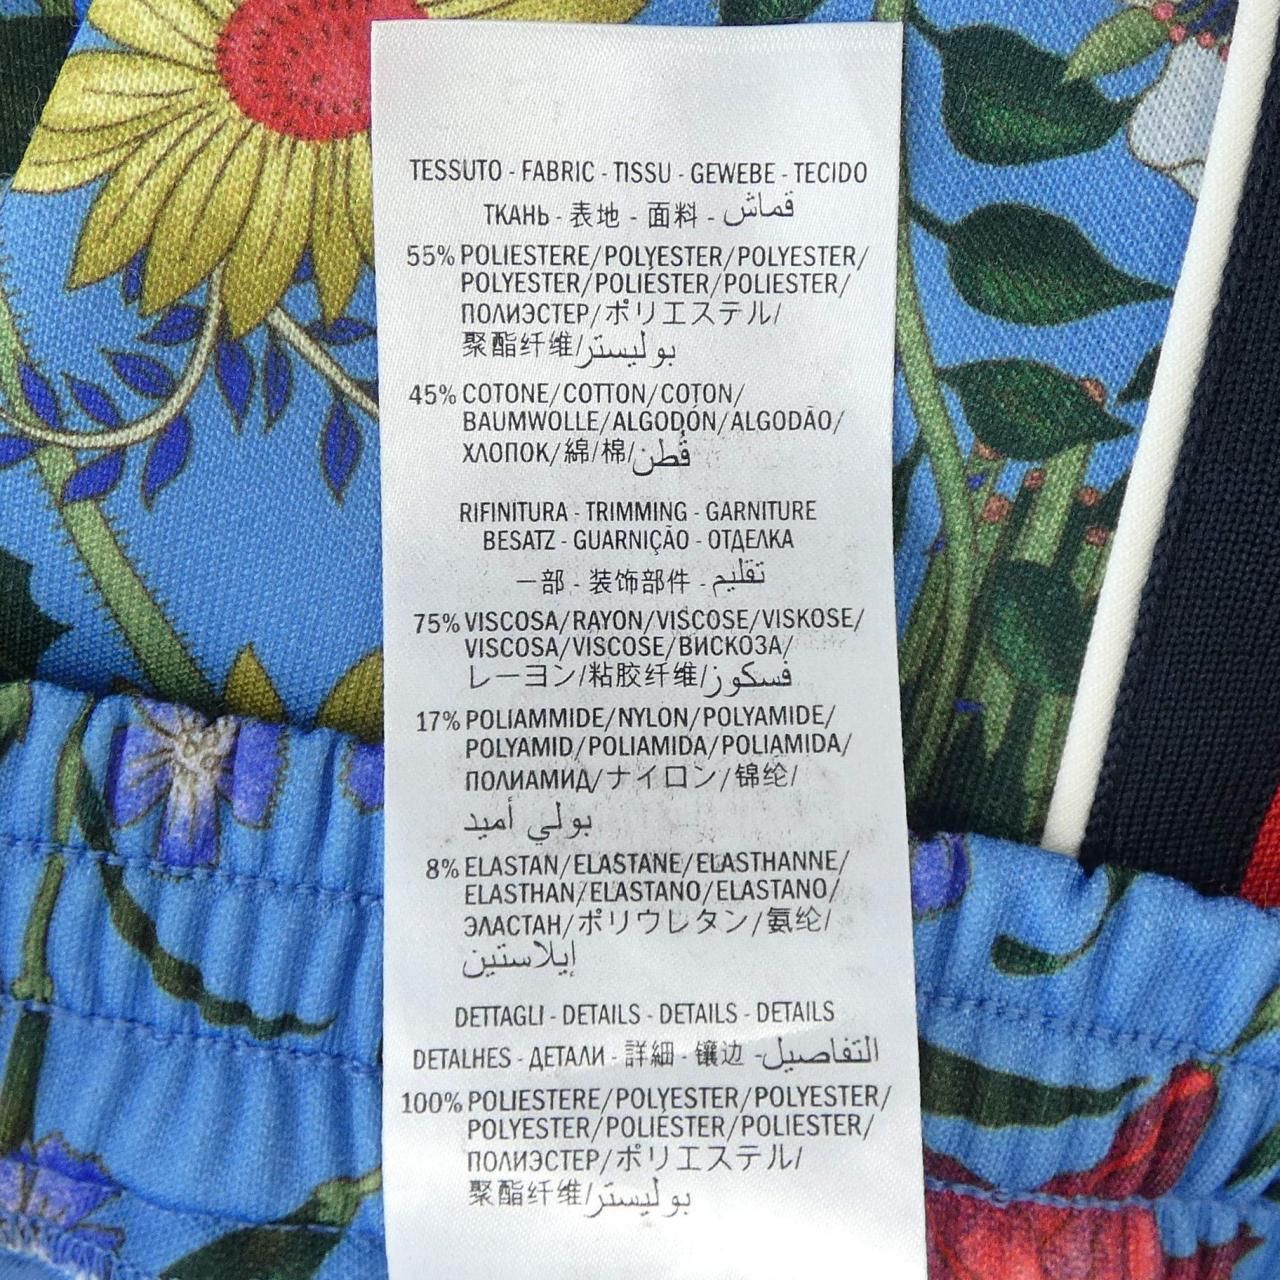 TESSUTO - FABRIC - TISSU - GEWEBE - TECIDO
ТКАНЬ - 表地 - 面料 - قماش
55% POLIESTERE/POLYESTER/POLYESTER/
POLYESTER/POLIÉSTER/POLIESTER/
ПОЛИЭСТЕР/ポリエステル/
聚酯纤维/بوليستر
45% COTONE/COTTON/COTON/
BAUMWOLLE/ALGODÓN/ALGODÃO/
ХЛОПОК/綿/棉/قُطن
RIFINITURA - TRIMMING - GARNITURE
BESATZ - GUARNIÇÃO - ОТДЕЛКА
一部 - 装饰部件 - تقليم
75% VISCOSA/RAYON/VISCOSE/VISKOSE/
VISCOSA/VISCOSE/ВИСКОЗА/
レーヨン/粘胶纤维/فسكوز
17% POLIAMMIDE/NYLON/POLYAMIDE/
POLYAMID/POLIAMIDA/POLIAMIDA/
ПОЛИАМИД/ナイロン/锦纶/
بولي أميد
8% ELASTAN/ELASTANE/ELASTHANNE/
ELASTHAN/ELASTANO/ELASTANO/
ЭЛАСТАН/ポリウレタン/氨纶/
إيلاستين
DETTAGLI - DETAILS - DETAILS - DETAILS
DETALHES - ДЕТАЛИ - 詳細 - 镶边 - التفاصيل
100% POLIESTERE/POLYESTER/POLYESTER/
POLYESTER/POLIÉSTER/POLIESTER/
ПОЛИЭСТЕР/ポリエステル/
聚酯纤维/بوليستر